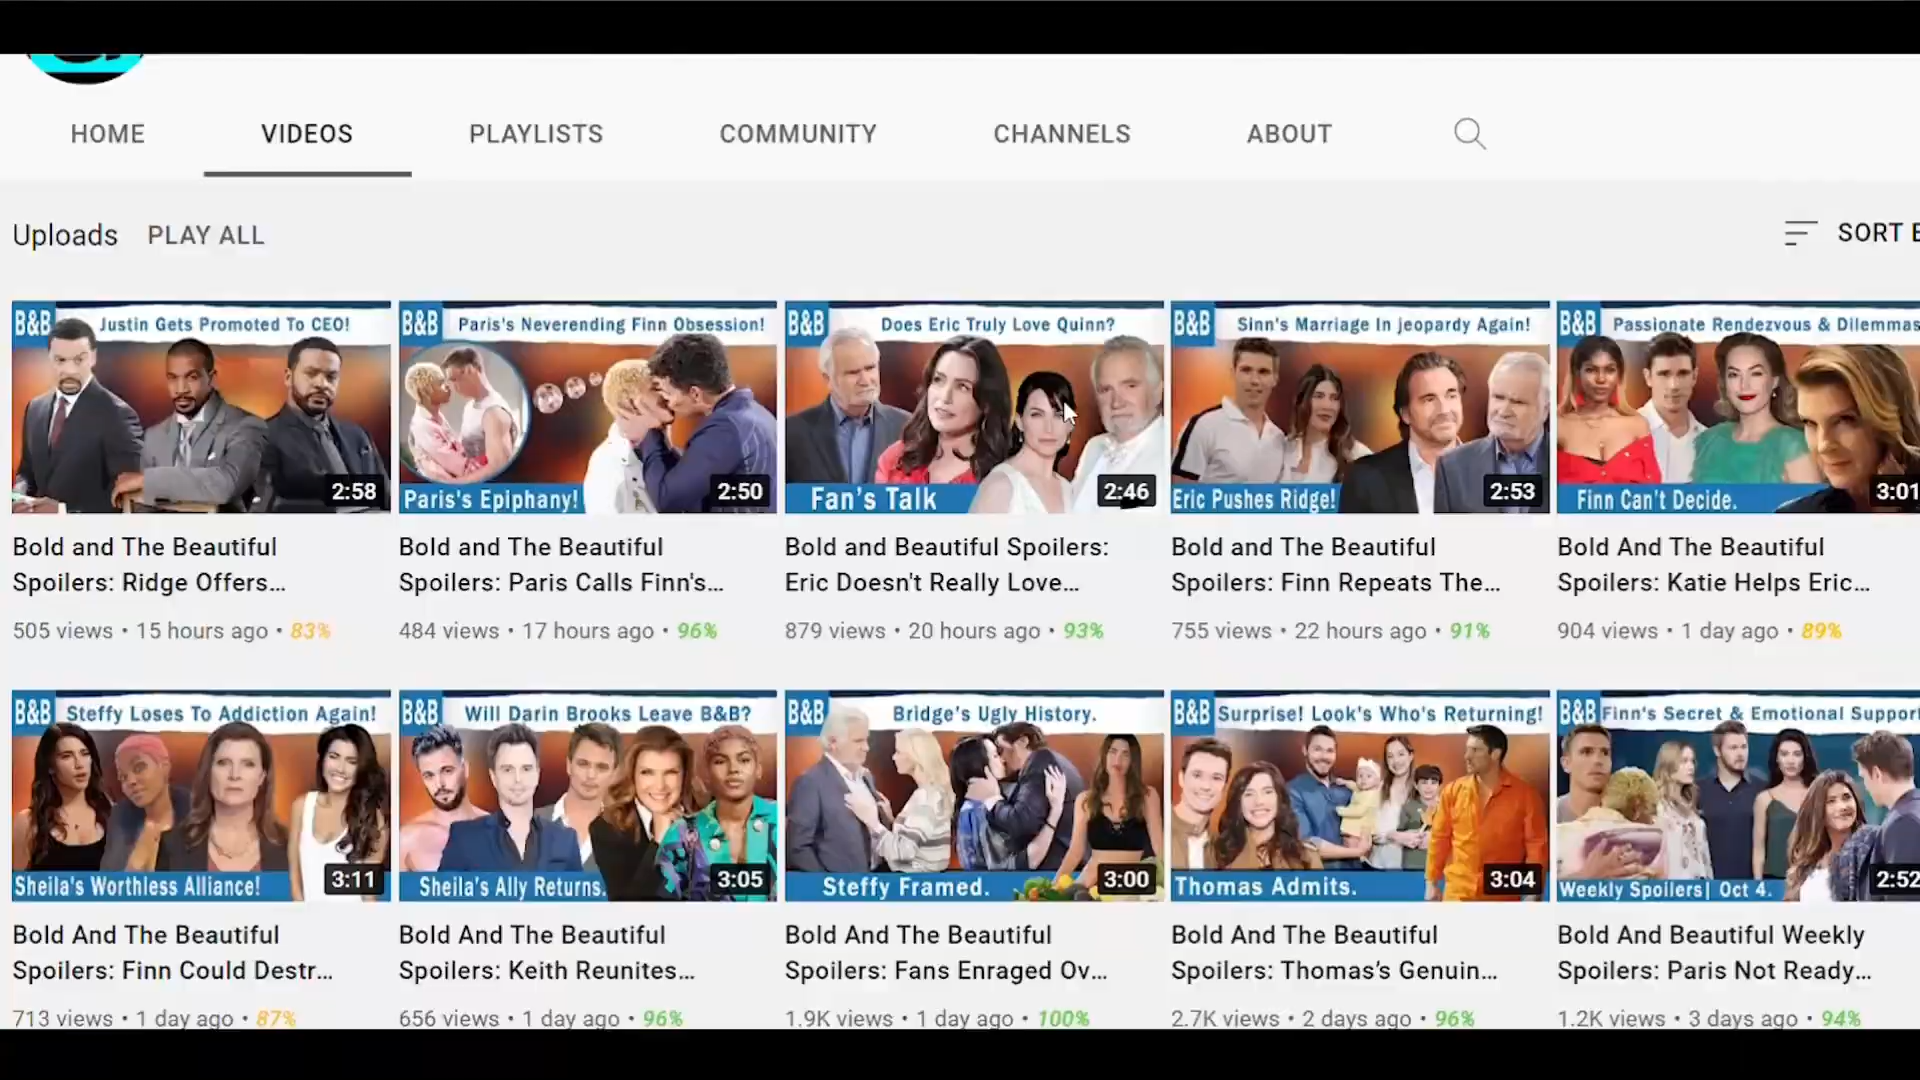 HOME VIDEOS PLAYLISTS COMMUNITY CHANNELS ABOUT
Uploads PLAY ALL
SORT
B&B Justin Gets Promoted To CEO!
2:58
Bold and The Beautiful
Spoilers: Ridge Offers...
505 views • 15 hours ago • 83%
B&B Paris's Neverending Finn Obsession!
Paris's Epiphany!
2:50
Bold and The Beautiful
Spoilers: Paris Calls Finn's...
484 views • 17 hours ago • 96%
B&B Does Eric Truly Love Quinn?
Fan's Talk
2:46
Bold and Beautiful Spoilers:
Eric Doesn't Really Love...
879 views • 20 hours ago • 93%
B&B Sinn's Marriage In jeopardy Again!
Eric Pushes Ridge!
2:53
Bold and The Beautiful
Spoilers: Finn Repeats The...
755 views • 22 hours ago • 91%
B&B Passionate Rendezvous & Dilemmas
Finn Can't Decide.
3:01
Bold And The Beautiful
Spoilers: Katie Helps Eric...
904 views • 1 day ago • 89%
B&B Steffy Loses To Addiction Again!
Sheila's Worthless Alliance!
3:11
Bold And The Beautiful
Spoilers: Finn Could Destr...
713 views • 1 day ago • 87%
B&B Will Darin Brooks Leave B&B?
Sheila's Ally Returns.
3:05
Bold And The Beautiful
Spoilers: Keith Reunites...
656 views • 1 day ago • 96%
B&B Bridge's Ugly History.
Steffy Framed.
3:00
Bold And The Beautiful
Spoilers: Fans Enraged Ov...
1.9K views • 1 day ago • 100%
B&B Surprise! Look's Who's Returning!
Thomas Admits.
3:04
Bold And The Beautiful
Spoilers: Thomas’s Genuin...
2.7K views • 2 days ago • 96%
B&B Finn's Secret & Emotional Support
Weekly Spoilers| Oct 4.
2:52
Bold And Beautiful Weekly
Spoilers: Paris Not Ready...
1.2K views • 3 days ago • 94%